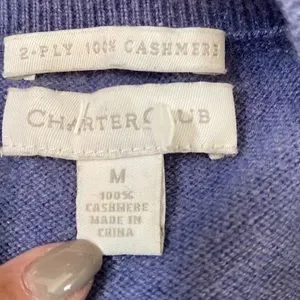 2-PLY 100% CASHMERE
CHARTER CLUB
M
100%
CASHMERE
MADE IN
CHINA